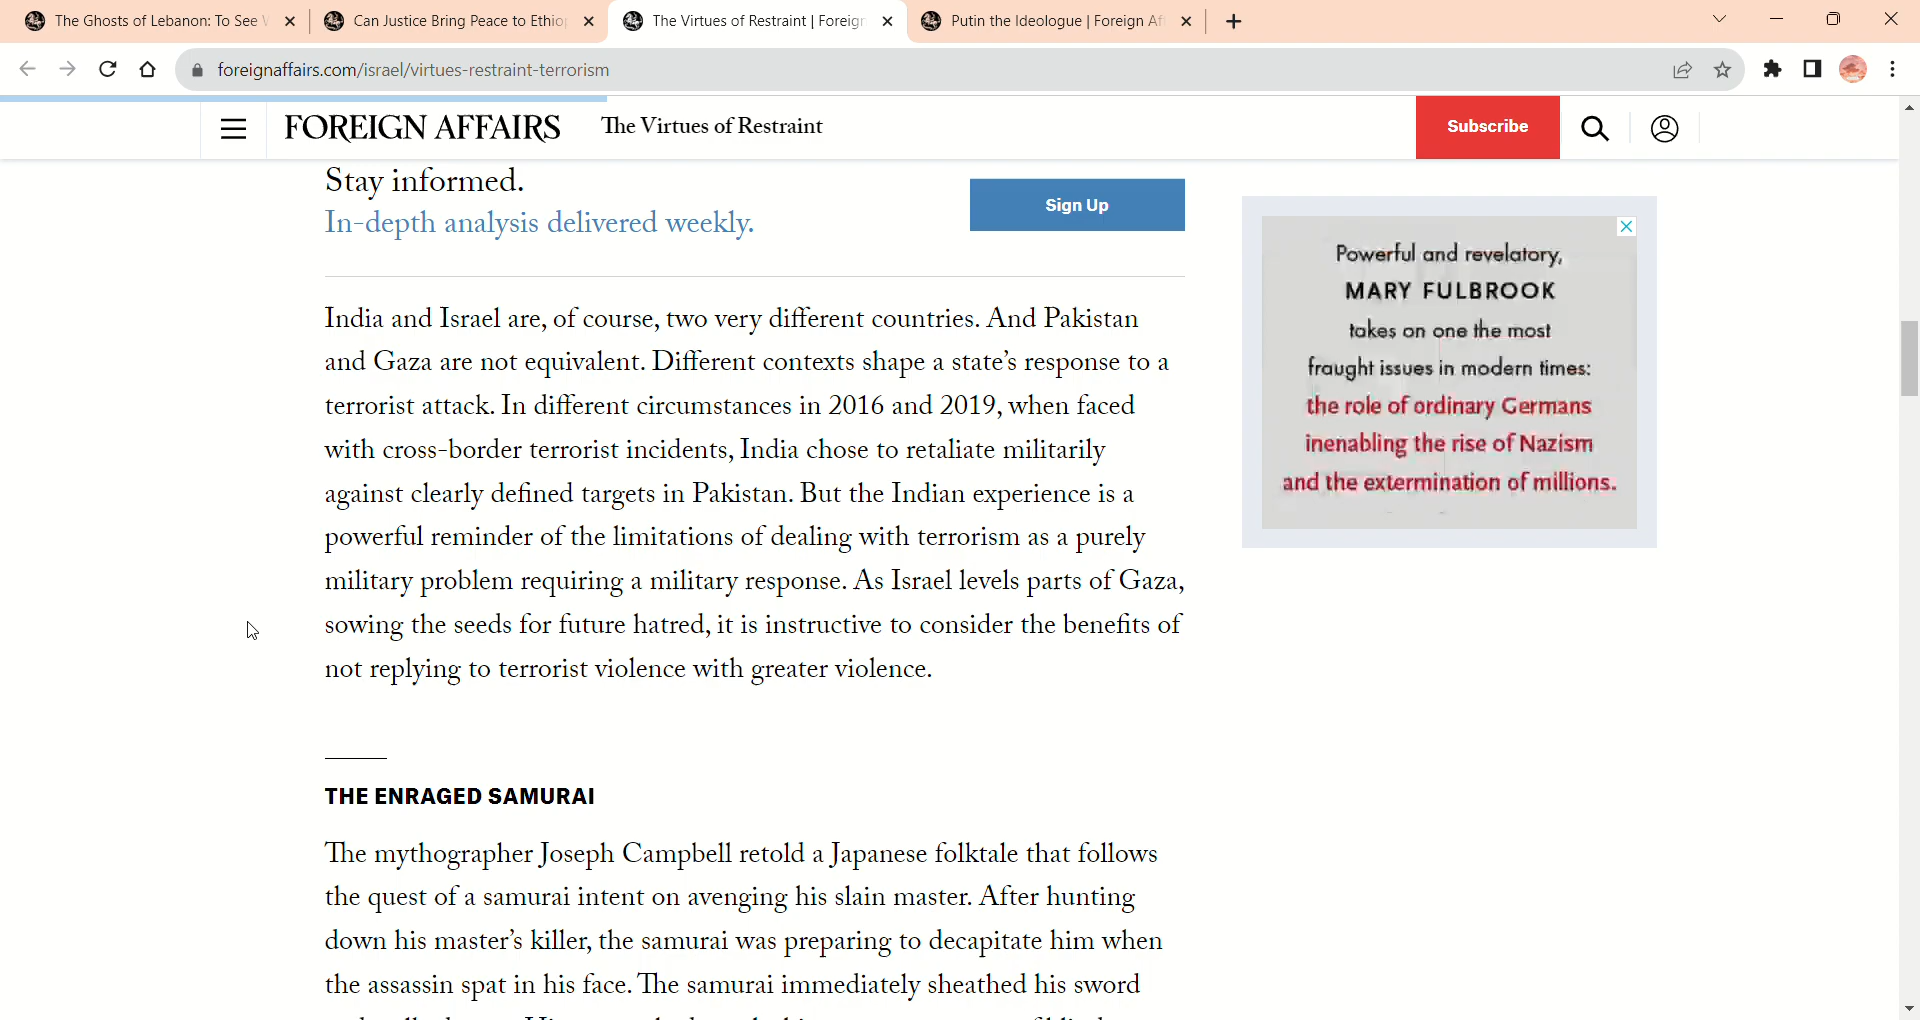 The Ghosts of Lebanon: To See
Can Justice Bring Peace to Ethio
The Virtues of Restraint | Foreign
Putin the Ideologue | Foreign Af
foreignaffairs.com/israel/virtues-restraint-terrorism
FOREIGN AFFAIRS
The Virtues of Restraint
Subscribe
Stay informed.
In-depth analysis delivered weekly.
Sign Up
India and Israel are, of course, two very different countries. And Pakistan
and Gaza are not equivalent. Different contexts shape a state's response to a
terrorist attack. In different circumstances in 2016 and 2019, when faced
with cross-border terrorist incidents, India chose to retaliate militarily
against clearly defined targets in Pakistan. But the Indian experience is a
powerful reminder of the limitations of dealing with terrorism as a purely
military problem requiring a military response. As Israel levels parts of Gaza,
sowing the seeds for future hatred, it is instructive to consider the benefits of
not replying to terrorist violence with greater violence.
THE ENRAGED SAMURAI
The mythographer Joseph Campbell retold a Japanese folktale that follows
the quest of a samurai intent on avenging his slain master. After hunting
down his master's killer, the samurai was preparing to decapitate him when
the assassin spat in his face. The samurai immediately sheathed his sword
Powerful and revelatory,
MARY FULBROOK
takes on one the most
fraught issues in modern times:
the role of ordinary Germans
inenabling the rise of Nazism
and the extermination of millions.